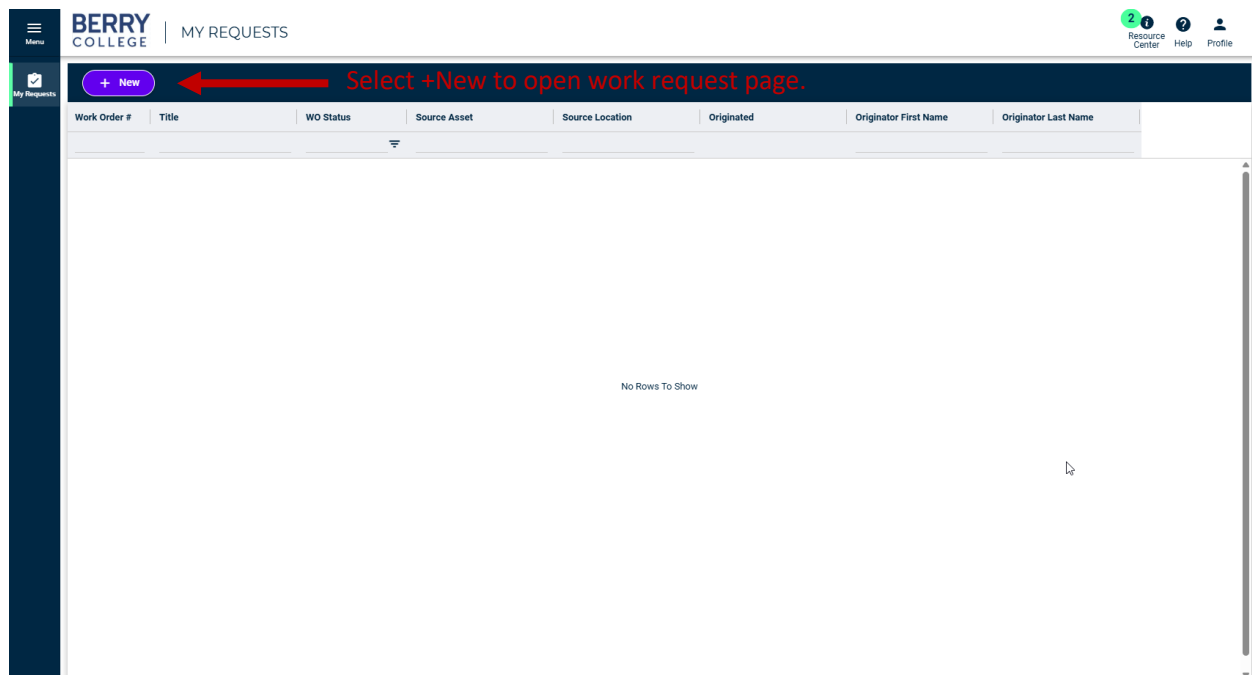 Menu
BERRY
COLLEGE
MY REQUESTS
2
Resource
Center
Help
Profile
My Requests
+ New
Select +New to open work request page.
Work Order # Title WO Status Source Asset Source Location Originated Originator First Name Originator Last Name
No Rows To Show